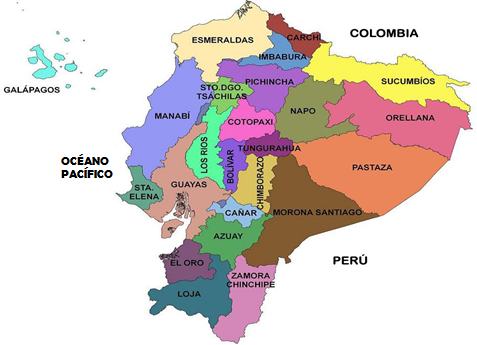 COLOMBIA
ESMERALDAS
CARCHI
IMBABURA
GALÁPAGOS
PICHINCHA
SUCUMBÍOS
STO.DGO.
TSÁCHILAS
MANABÍ
NAPO
ORELLANA
COTOPAXI
LOS RIOS
BOLÍVAR
TUNGURAHUA
OCÉANO
PACÍFICO
PASTAZA
CHIMBORAZO
STA.
ELENA
GUAYAS
CAÑAR
MORONA SANTIAGO
AZUAY
EL ORO
PERÚ
ZAMORA
CHINCHIPE
LOJA